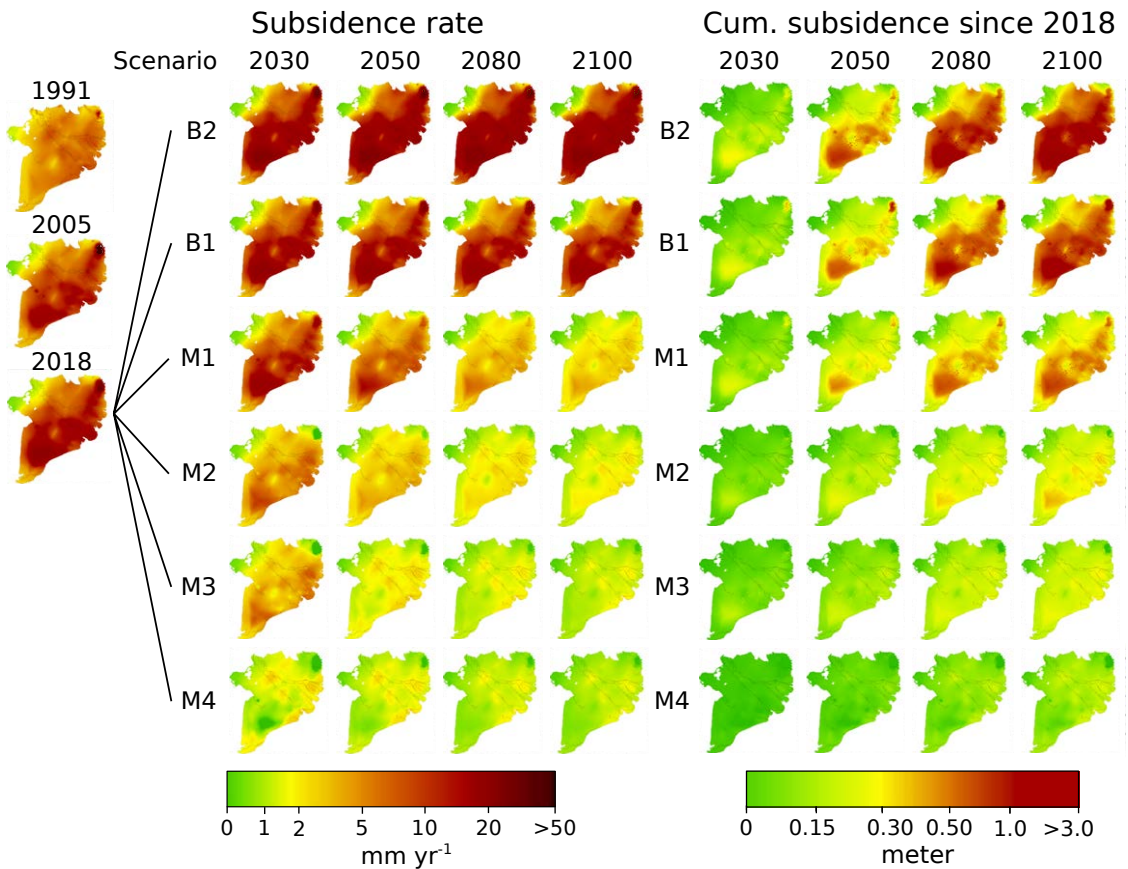 Subsidence rate
Cum. subsidence since 2018
Scenario 2030 2050 2080 2100 2030 2050 2080 2100
1991
B2 B2
2005
B1 B1
2018
M1 M1
M2 M2
M3 M3
M4 M4
0 1 2 5 10 20 >50
mm yr⁻¹
0 0.15 0.30 0.50 1.0 >3.0
meter